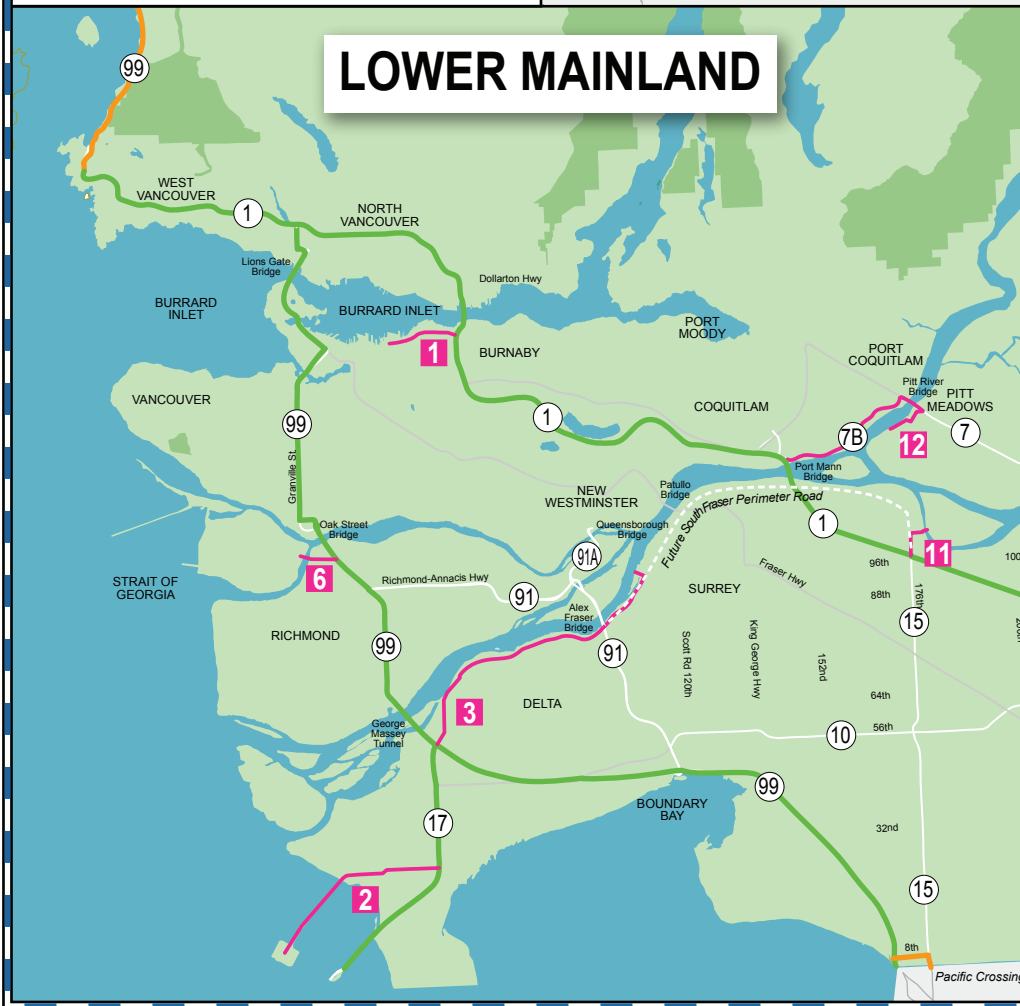 LOWER MAINLAND
99
WEST
VANCOUVER
1
NORTH
VANCOUVER
Lions Gate
Bridge
Dollarton Hwy
BURRARD
INLET
BURRARD INLET
1
BURNABY
PORT
MOODY
PORT
COQUITLAM
Pitt River
Bridge
PITT
MEADOWS
VANCOUVER
99
Granville St.
1
COQUITLAM
7B
12
7
Port Mann
Bridge
NEW
WESTMINSTER
Patullo
Bridge
Future South Fraser Perimeter Road
Queensborough
Bridge
Oak Street
Bridge
1
11
6
91A
96th
Fraser Hwy
STRAIT OF
GEORGIA
Richmond-Annacis Hwy
91
SURREY
88th
176th
15
Alex
Fraser
Bridge
RICHMOND
99
91
Scott Rd 120th
King George Hwy
152nd
64th
3
DELTA
56th
10
George
Massey
Tunnel
99
BOUNDARY
BAY
17
32nd
2
15
8th
Pacific Crossing